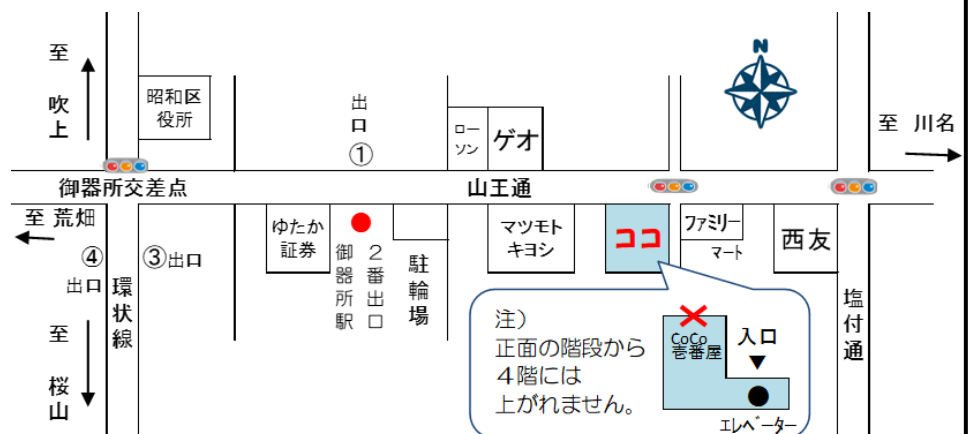 N
至
吹上
昭和区
役所
出口
①
ロー
ソン
ゲオ
至 川名
御器所交差点
山王通
至 荒畑
④
出口
③出口
環状線
ゆたか
証券
御器所駅
2番出口
駐輪場
マツモト
キヨシ
ココ
ファミリー
マート
西友
塩付通
至
桜山
注）
正面の階段から
4階には
上がれません。
CoCo
壱番屋
入口
エレベーター